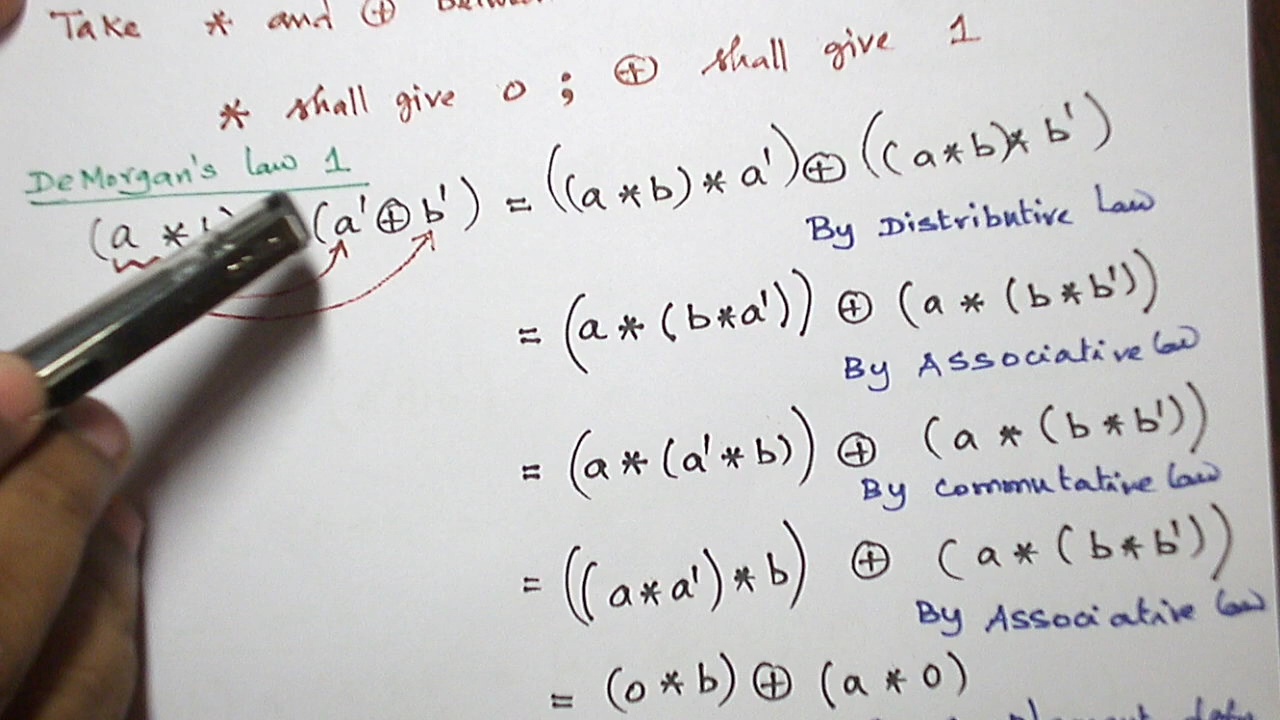 Take * and ⊕
* shall give 0 ; ⊕ shall give 1
DeMorgan's law 1
(a * (a' ⊕ b') = ((a * b) * a') ⊕ ((a * b) * b')
By Distributive Law
= (a * (b * a')) ⊕ (a * (b * b'))
By Associative law
= (a * (a' * b)) ⊕ (a * (b * b'))
By Commutative law
= ((a * a') * b) ⊕ (a * (b * b'))
By Associative law
= (0 * b) ⊕ (a * 0)